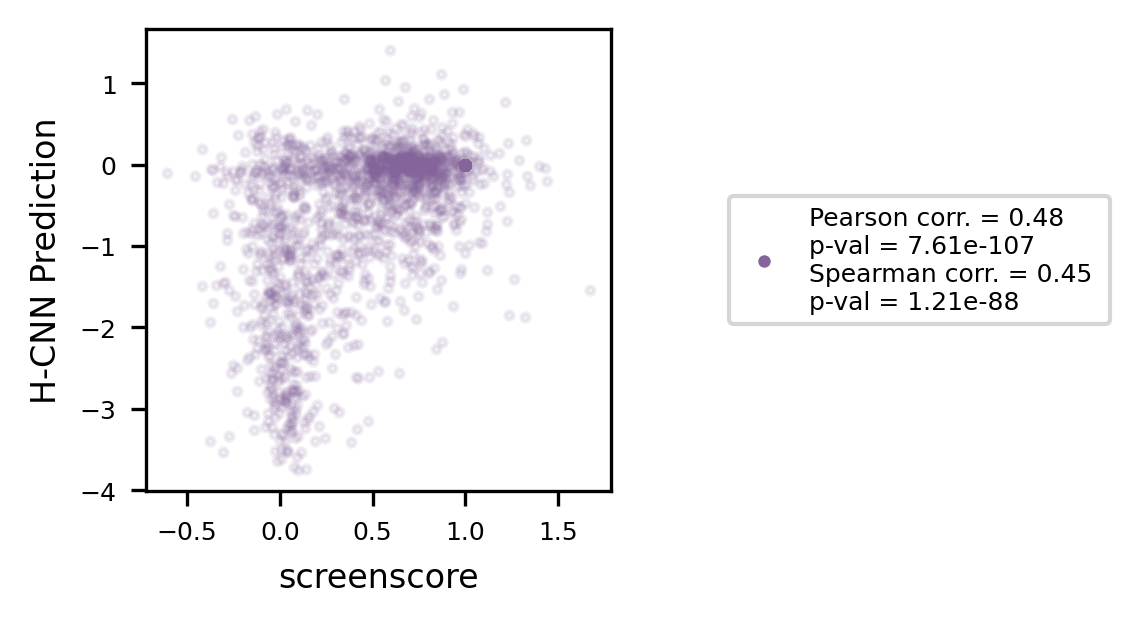 1
0
−1
−2
−3
−4
H-CNN Prediction
−0.5 0.0 0.5 1.0 1.5
screenscore
Pearson corr. = 0.48
p-val = 7.61e-107
Spearman corr. = 0.45
p-val = 1.21e-88